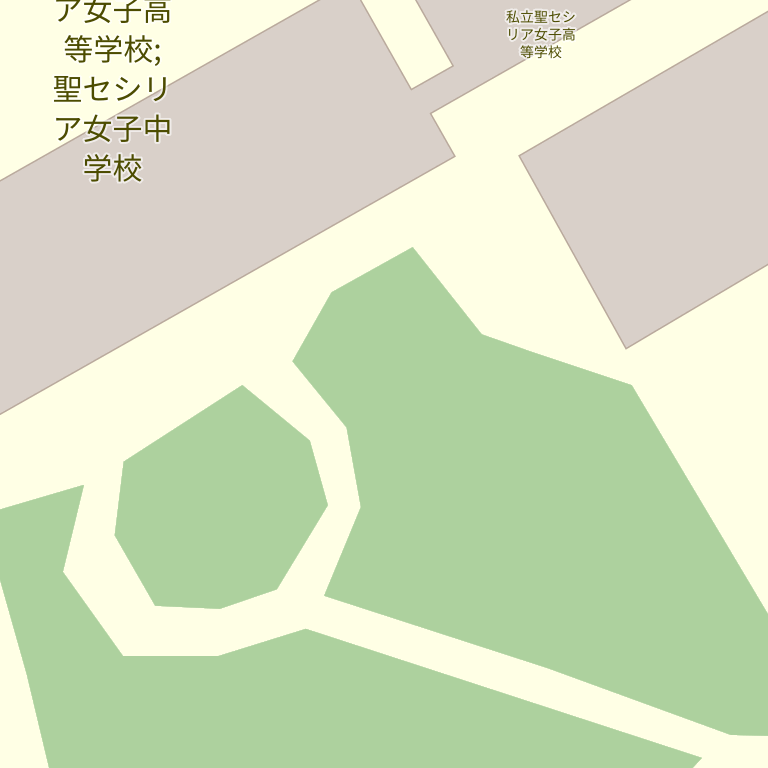 ア女子高
等学校;
聖セシリ
ア女子中
学校
私立聖セシ
リア女子高
等学校